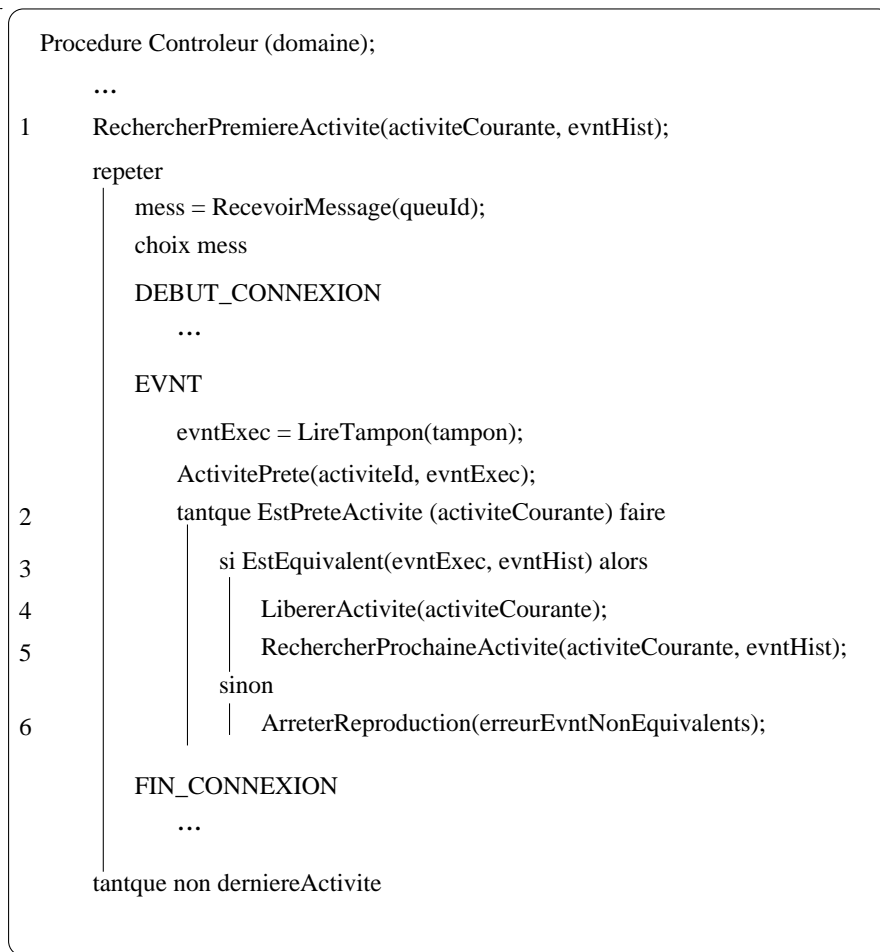 Procedure Controleur (domaine);
...
1 RechercherPremiereActivite(activiteCourante, evntHist);
repeter
mess = RecevoirMessage(queuId);
choix mess
DEBUT_CONNEXION
...
EVNT
evntExec = LireTampon(tampon);
ActivitePrete(activiteId, evntExec);
2 tantque EstPreteActivite (activiteCourante) faire
3 si EstEquivalent(evntExec, evntHist) alors
4 LibererActivite(activiteCourante);
5 RechercherProchaineActivite(activiteCourante, evntHist);
sinon
6 ArreterReproduction(erreurEvntNonEquivalents);
FIN_CONNEXION
...
tantque non derniereActivite